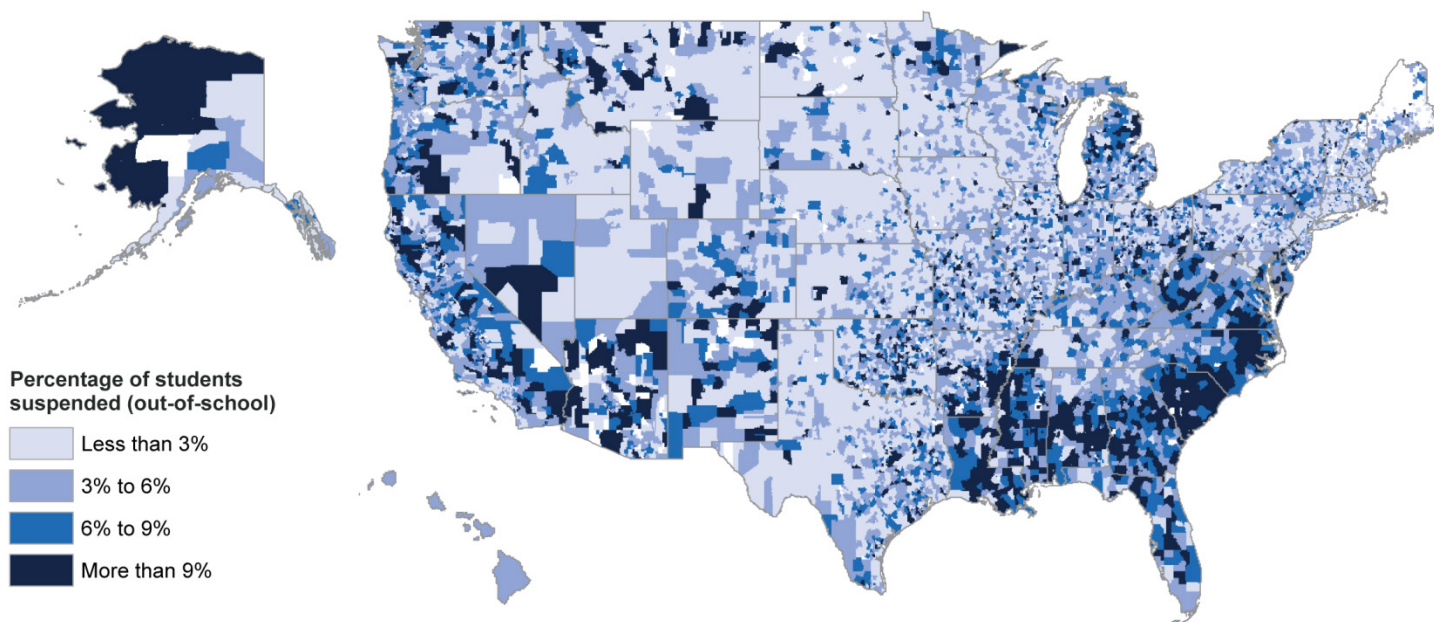 Percentage of students
suspended (out-of-school)
Less than 3%
3% to 6%
6% to 9%
More than 9%